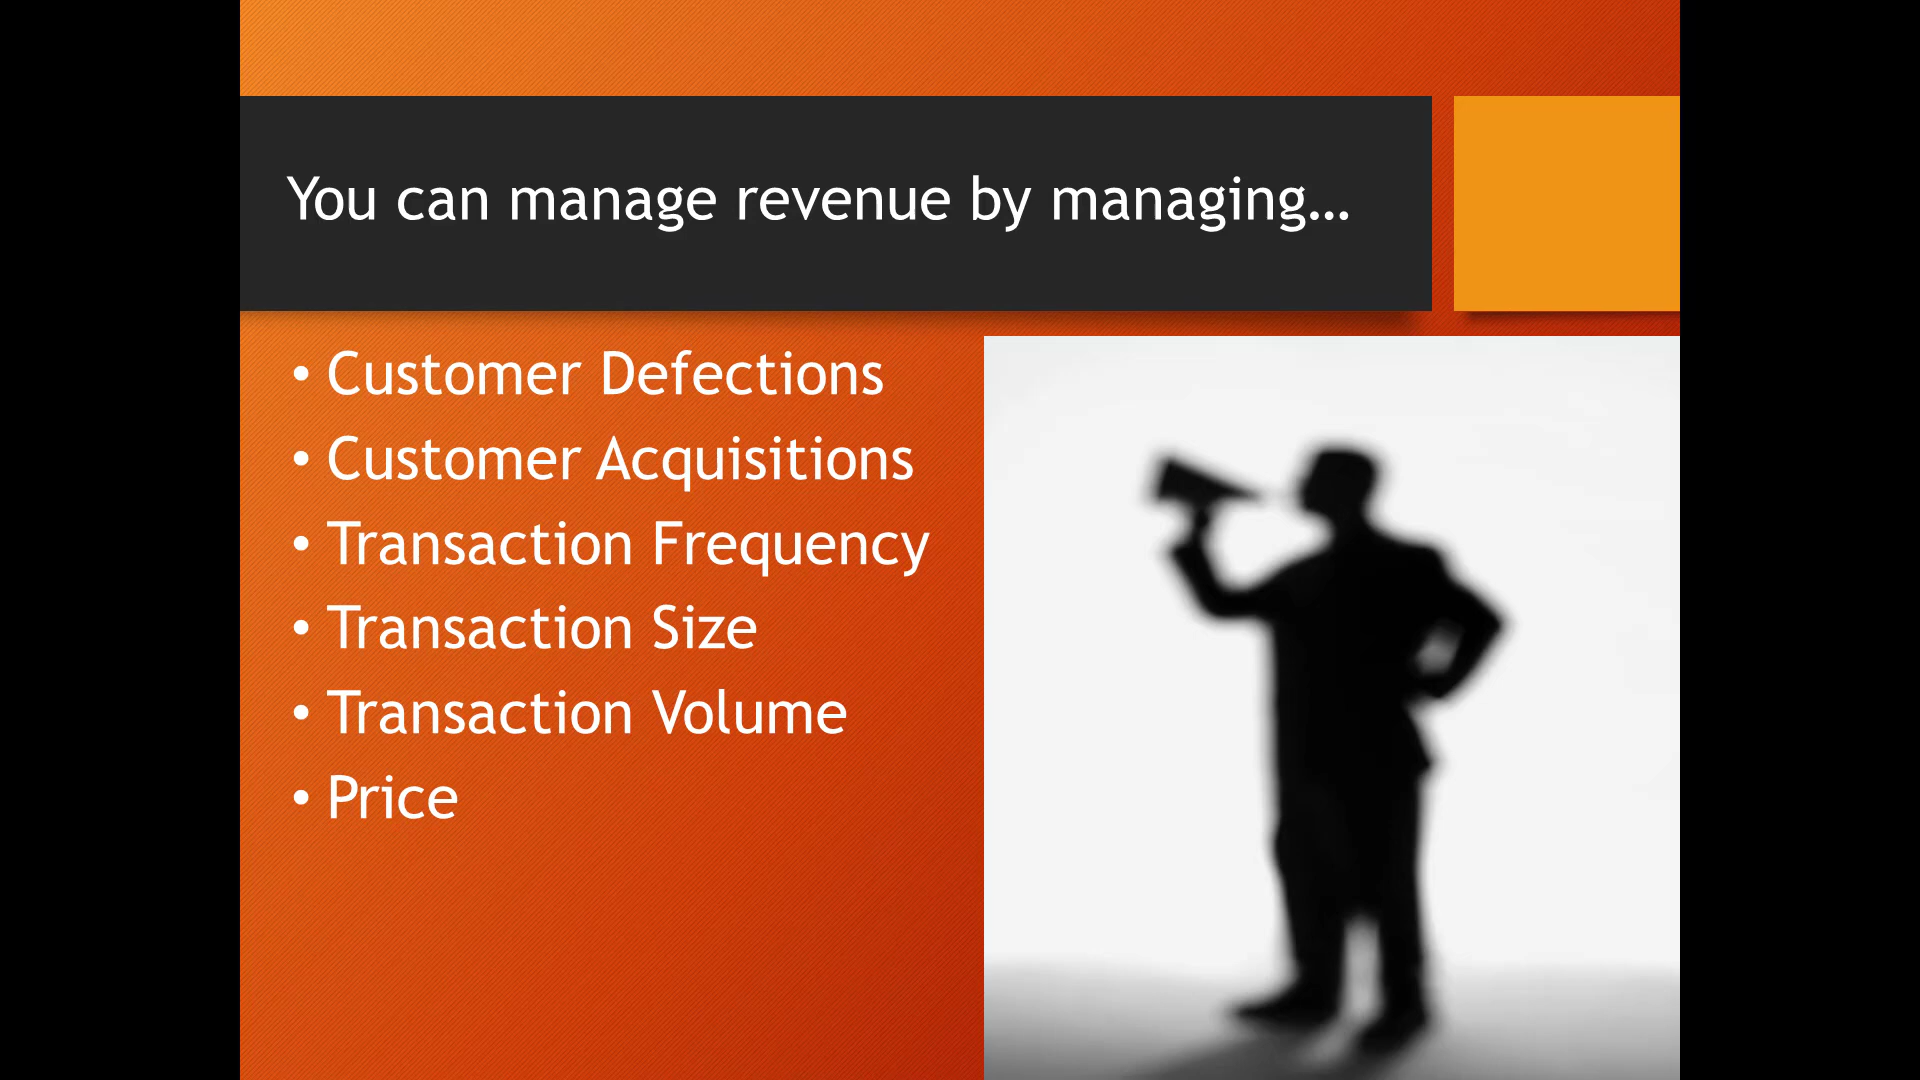 You can manage revenue by managing…
• Customer Defections
• Customer Acquisitions
• Transaction Frequency
• Transaction Size
• Transaction Volume
• Price